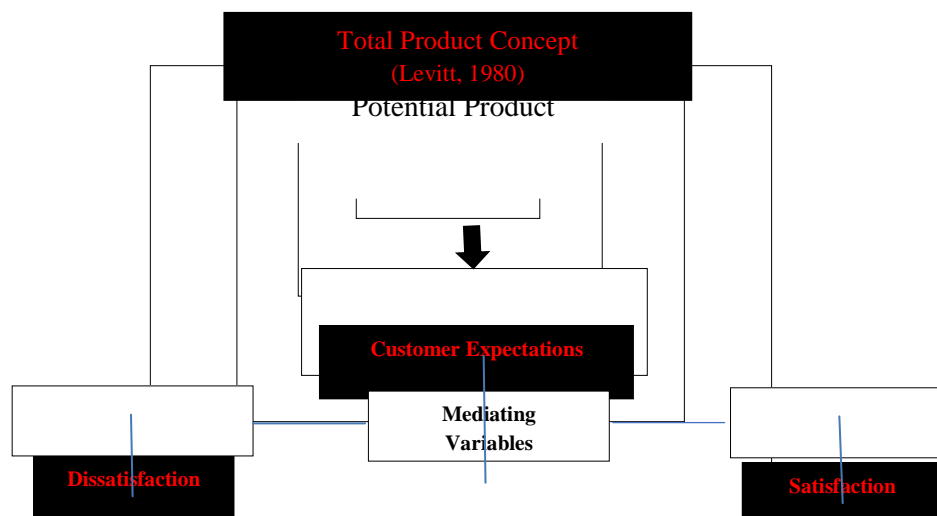 Total Product Concept
(Levitt, 1980)
Potential Product
Customer Expectations
Mediating
Variables
Dissatisfaction
Satisfaction